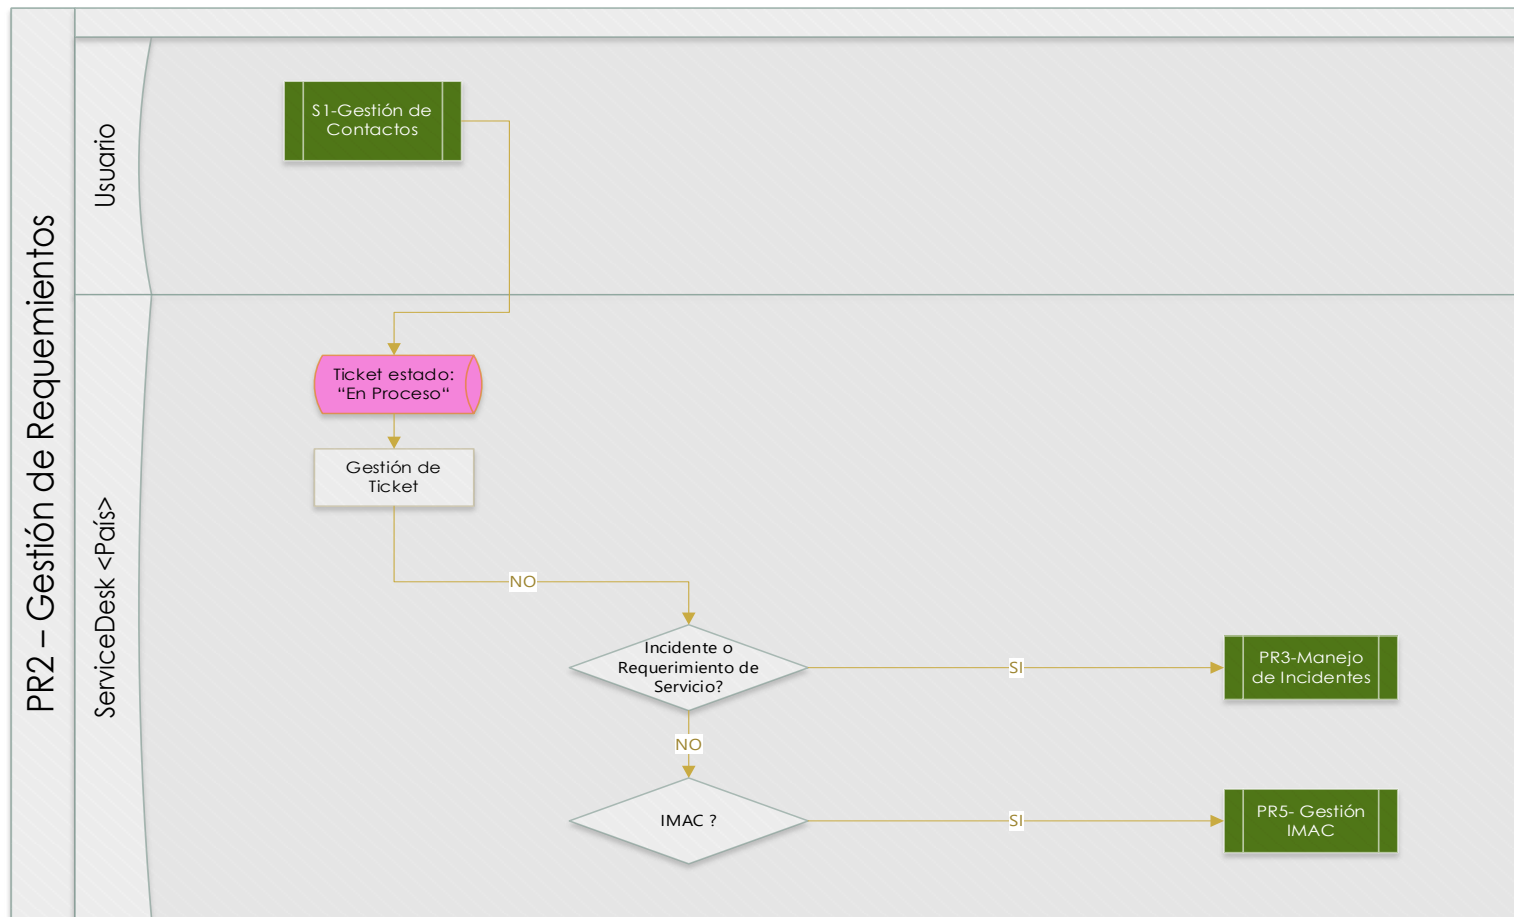 PR2 – Gestión de Requemientos
Usuario
S1-Gestión de
Contactos
ServiceDesk <País>
Ticket estado:
“En Proceso“
Gestión de
Ticket
NO
Incidente o
Requerimiento de
Servicio?
SI
PR3-Manejo
de Incidentes
NO
IMAC ?
SI
PR5- Gestión
IMAC